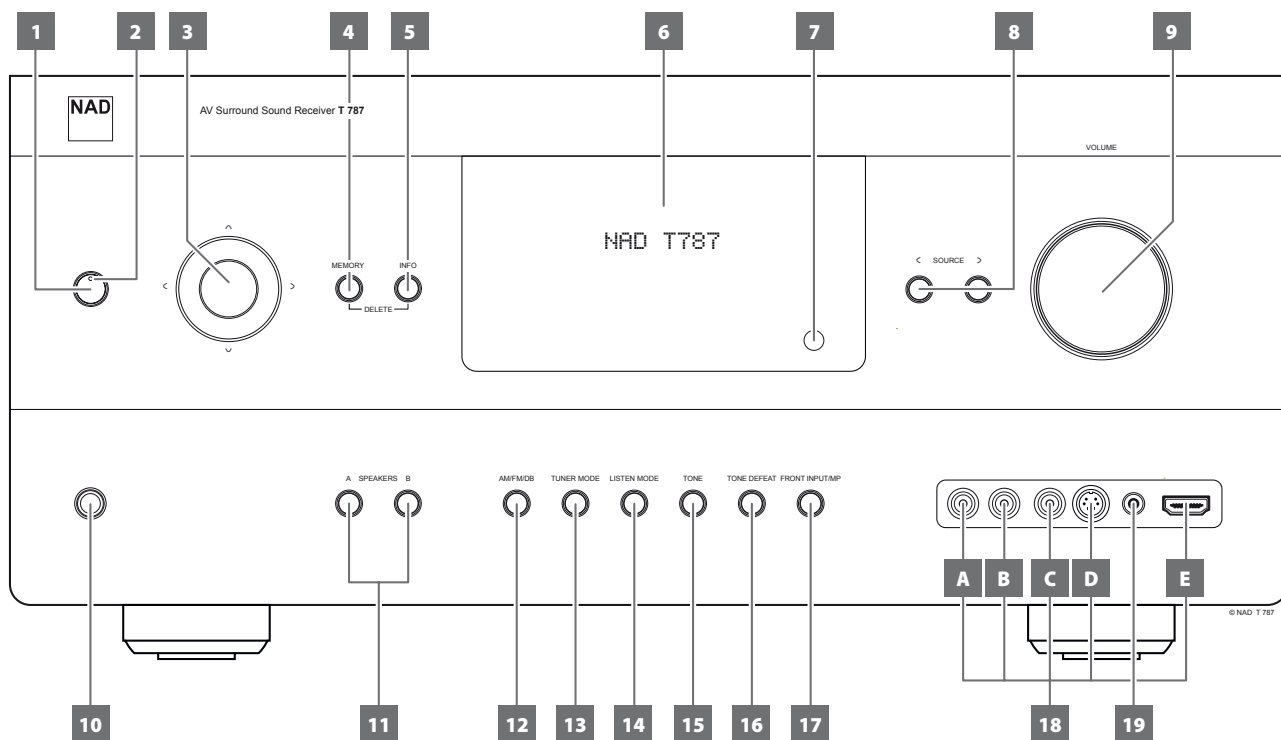 1 2 3 4 5 6 7 8 9
NAD
AV Surround Sound Receiver T 787
VOLUME
NAD T787
< SOURCE >
MEMORY INFO
DELETE
A SPEAKERS B
AM/FM/DB TUNER MODE LISTEN MODE TONE TONE DEFEAT FRONT INPUT/MP
A B C D E
© NAD T 787
10 11 12 13 14 15 16 17 18 19